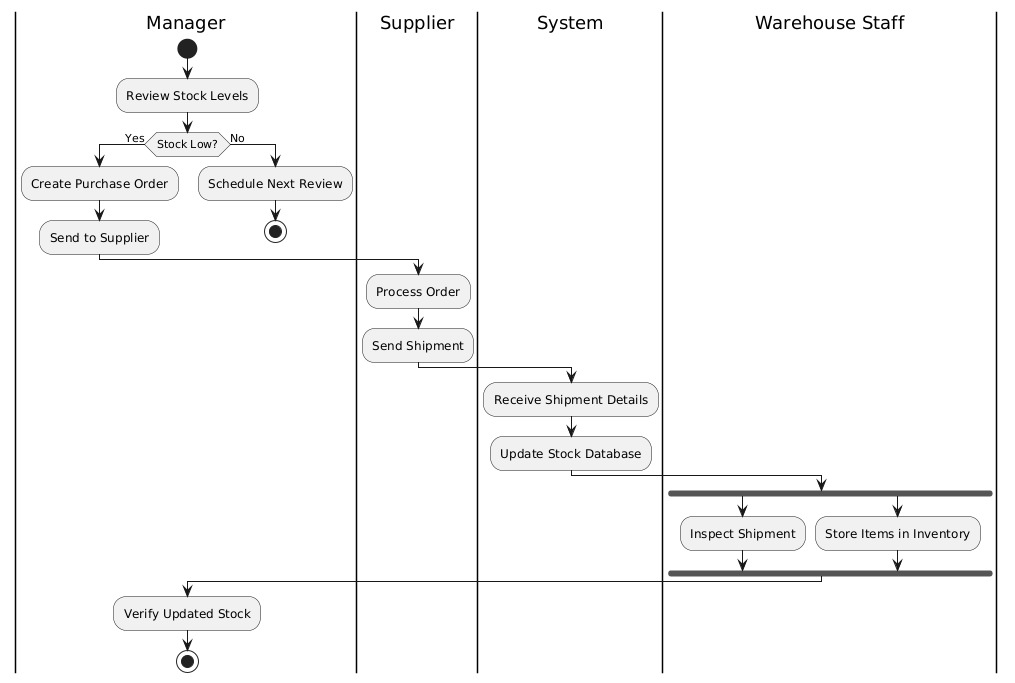 Manager
Supplier
System
Warehouse Staff
Review Stock Levels
Yes
Stock Low?
No
Create Purchase Order
Schedule Next Review
Send to Supplier
Process Order
Send Shipment
Receive Shipment Details
Update Stock Database
Inspect Shipment
Store Items in Inventory
Verify Updated Stock